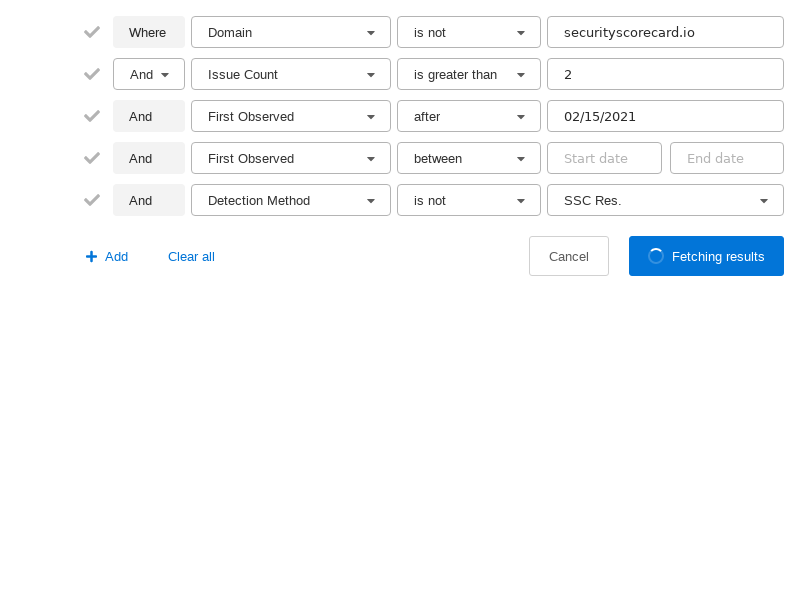 Where Domain is not securityscorecard.io
And Issue Count is greater than 2
And First Observed after 02/15/2021
And First Observed between Start date End date
And Detection Method is not SSC Res.
Add Clear all Cancel Fetching results